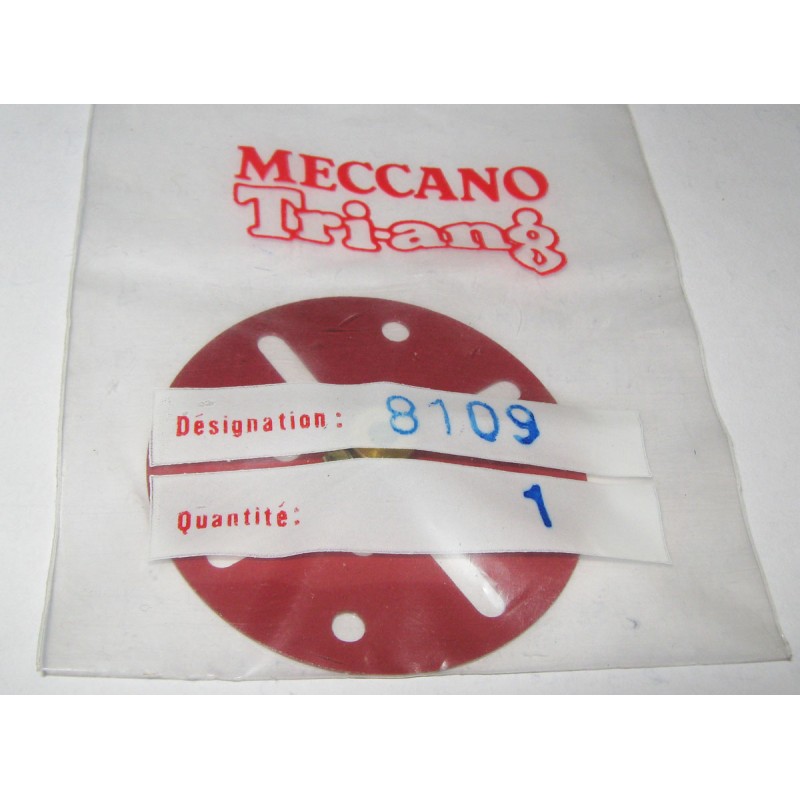 MECCANO
Tri-ang
Désignation: 8109
Quantité: 1